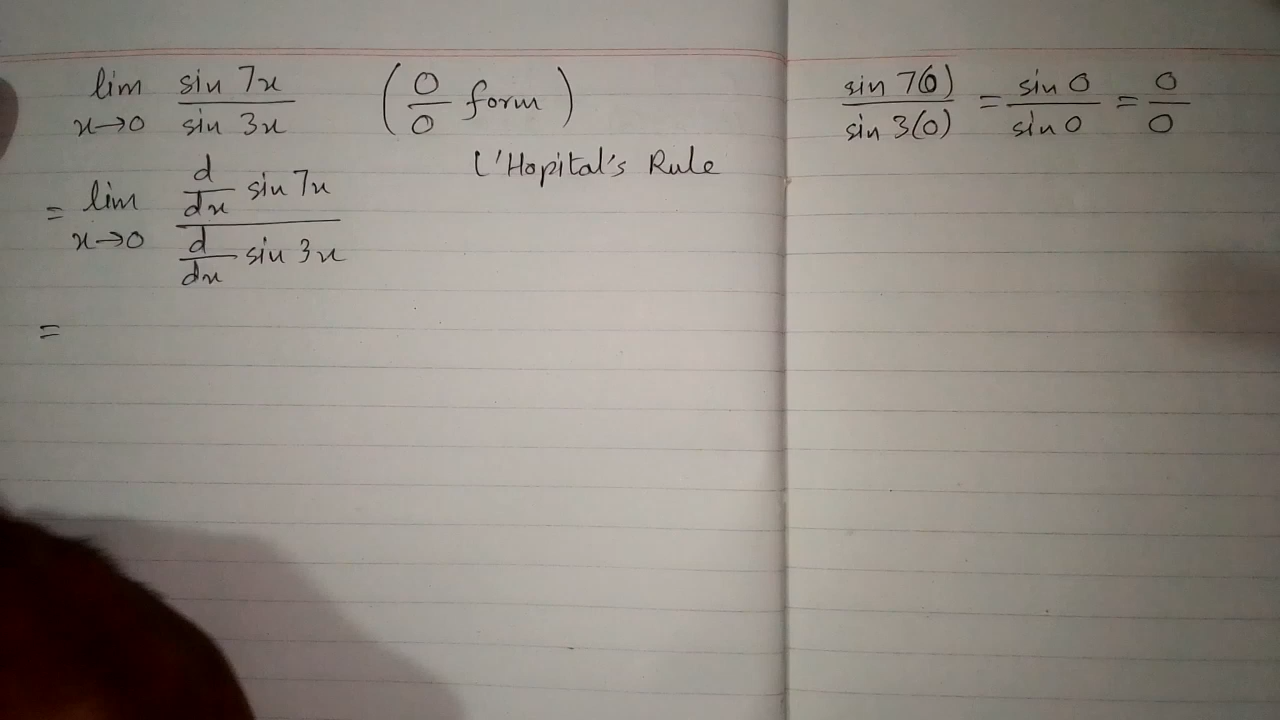 lim x→0 sin 7x / sin 3x (0/0 form)
sin 7(0) / sin 3(0) = sin 0 / sin 0 = 0/0
L'Hopital's Rule
= lim x→0 d/dx sin 7x / d/dx sin 3x
=